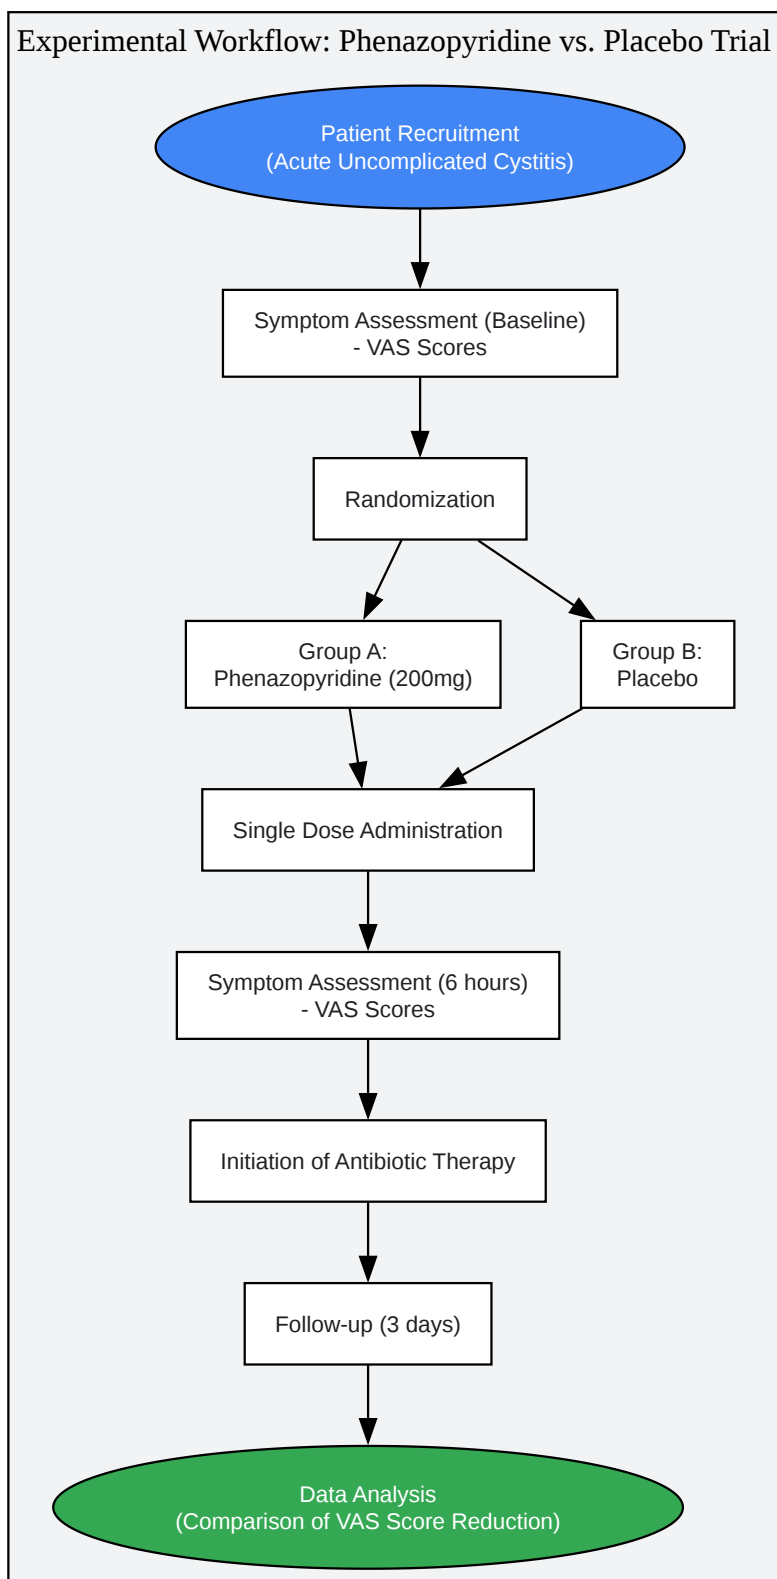 Experimental Workflow: Phenazopyridine vs. Placebo Trial
Patient Recruitment
(Acute Uncomplicated Cystitis)
Symptom Assessment (Baseline)
- VAS Scores
Randomization
Group A:
Phenazopyridine (200mg)
Group B:
Placebo
Single Dose Administration
Symptom Assessment (6 hours)
- VAS Scores
Initiation of Antibiotic Therapy
Follow-up (3 days)
Data Analysis
(Comparison of VAS Score Reduction)